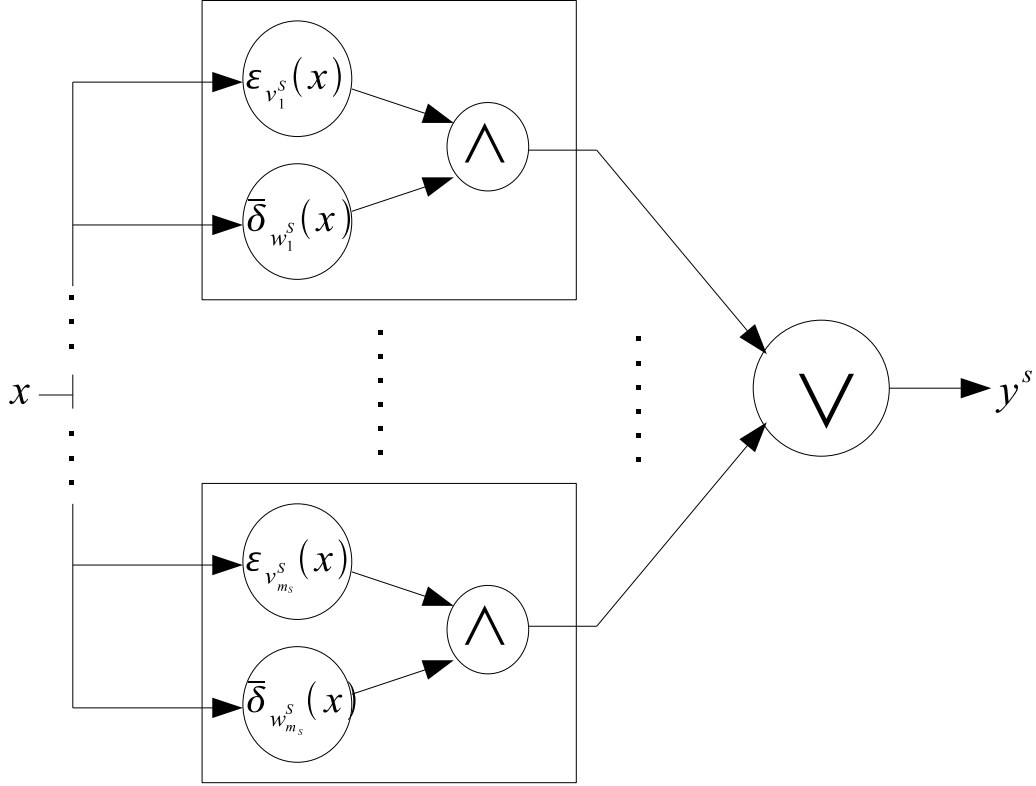 ε_{v_1^s}(x)
∧
δ̄_{w_1^s}(x)
x
∨
y^s
ε_{v_{m_s}^s}(x)
∧
δ̄_{w_{m_s}^s}(x)